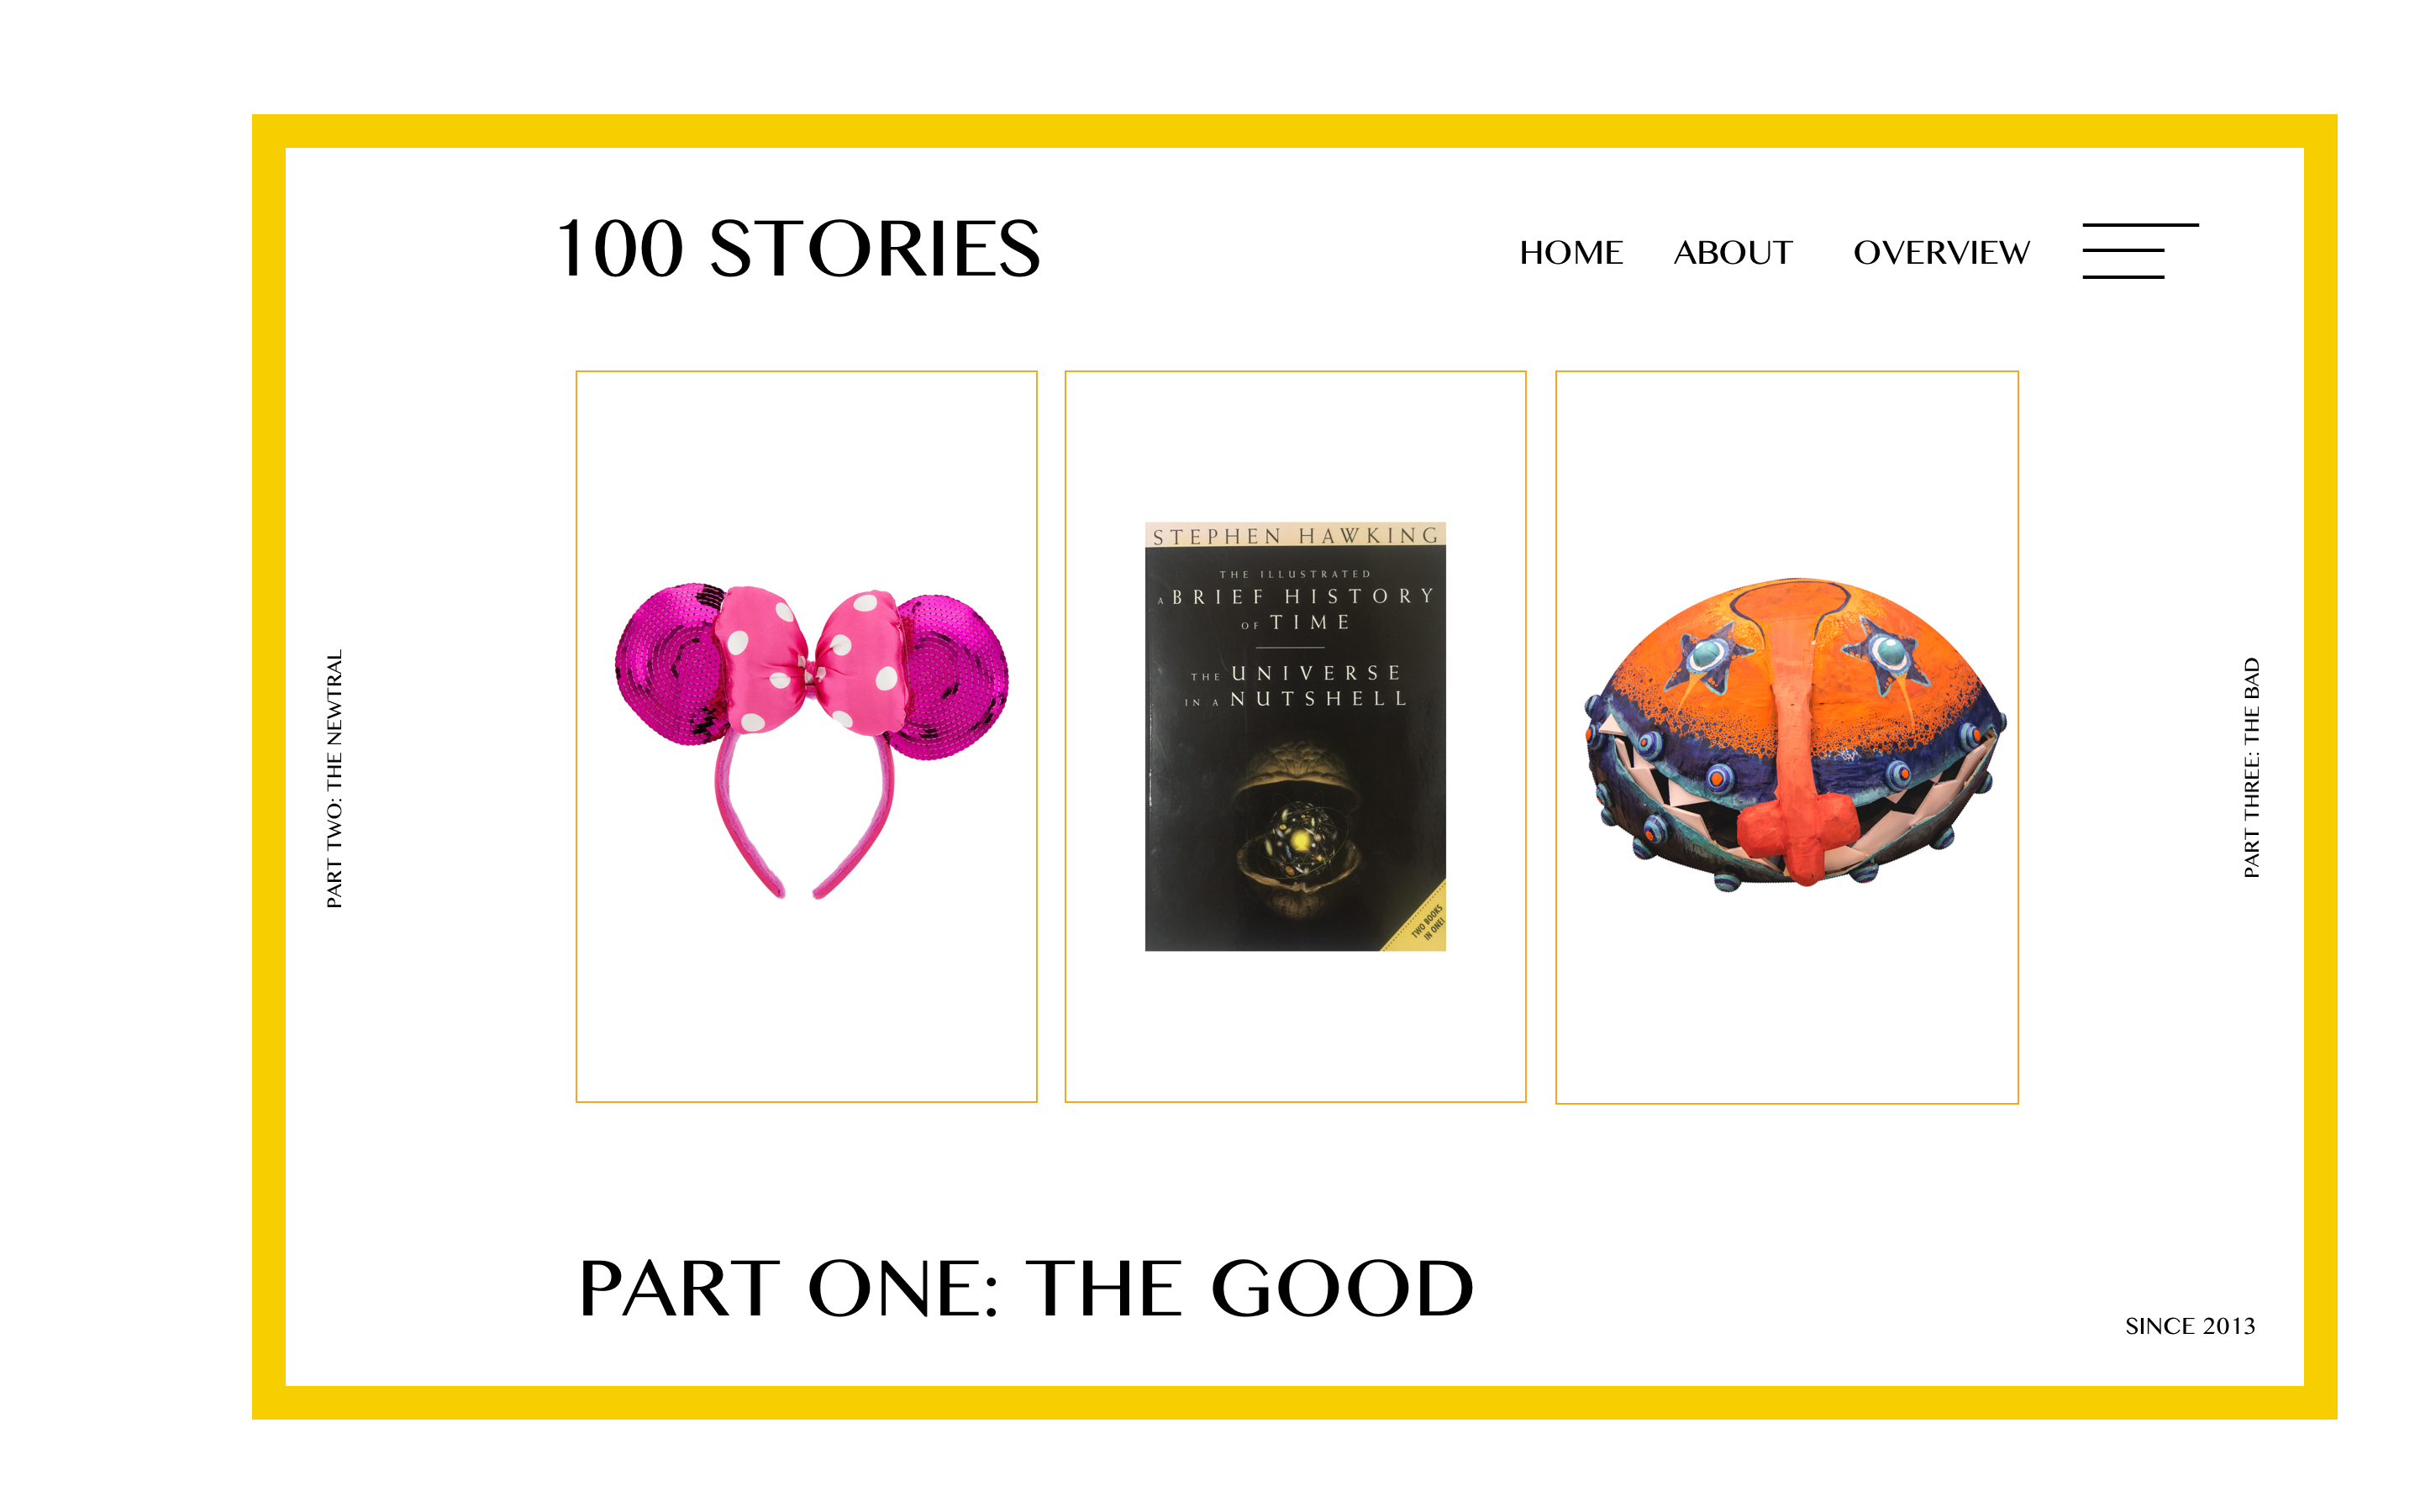 100 STORIES
HOME ABOUT OVERVIEW
PART TWO: THE NEWTRAL
STEPHEN HAWKING
THE ILLUSTRATED
A BRIEF HISTORY
OF TIME
THE UNIVERSE
IN A NUTSHELL
TWO BOOKS
IN ONE!
PART THREE: THE BAD
PART ONE: THE GOOD
SINCE 2013